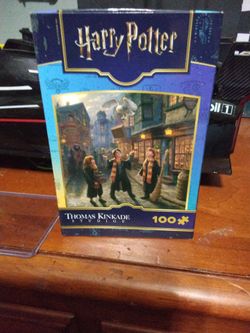 Harry Potter
THOMAS KINKADE
STUDIOS
100